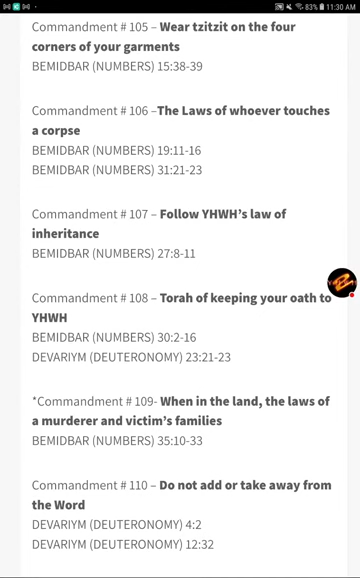 83% 11:30 AM
Commandment # 105 – Wear tzitzit on the four
corners of your garments
BEMIDBAR (NUMBERS) 15:38-39
Commandment # 106 –The Laws of whoever touches
a corpse
BEMIDBAR (NUMBERS) 19:11-16
BEMIDBAR (NUMBERS) 31:21-23
Commandment # 107 – Follow YHWH’s law of
inheritance
BEMIDBAR (NUMBERS) 27:8-11
Commandment # 108 – Torah of keeping your oath to
YHWH
BEMIDBAR (NUMBERS) 30:2-16
DEVARIYM (DEUTERONOMY) 23:21-23
*Commandment # 109- When in the land, the laws of
a murderer and victim’s families
BEMIDBAR (NUMBERS) 35:10-33
Commandment # 110 – Do not add or take away from
the Word
DEVARIYM (DEUTERONOMY) 4:2
DEVARIYM (DEUTERONOMY) 12:32